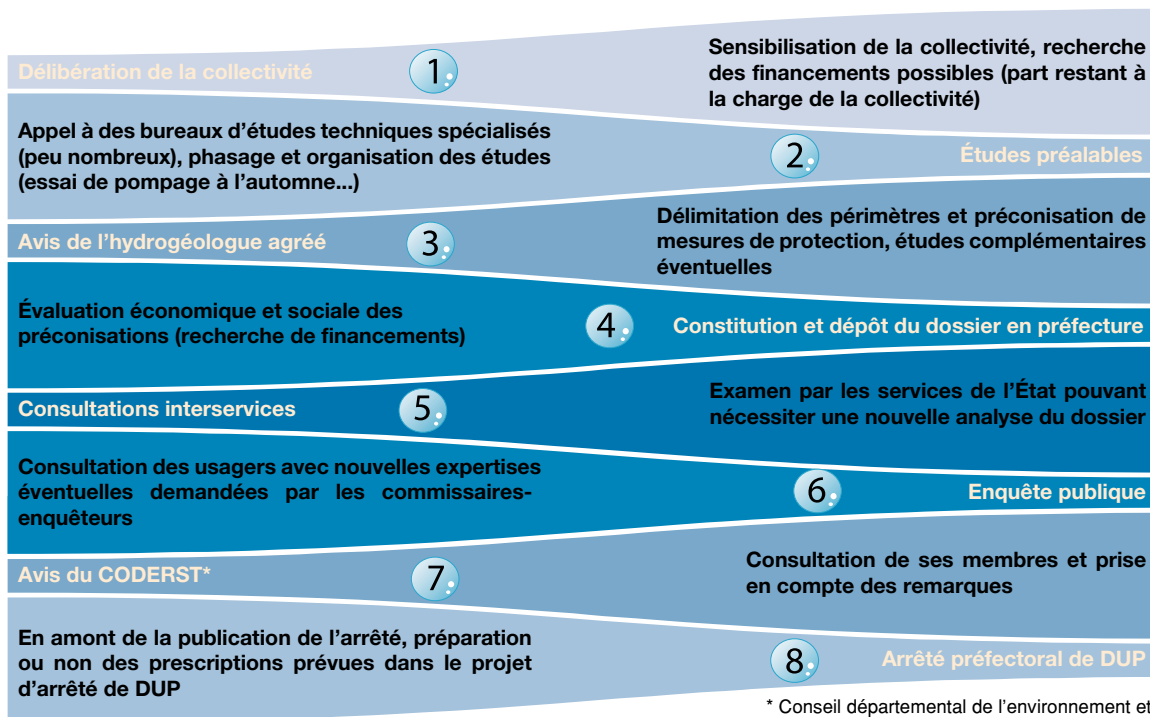 Délibération de la collectivité
1.
Sensibilisation de la collectivité, recherche
des financements possibles (part restant à
la charge de la collectivité)
Appel à des bureaux d'études techniques spécialisés
(peu nombreux), phasage et organisation des études
(essai de pompage à l'automne...)
2.
Études préalables
Avis de l'hydrogéologue agréé
3.
Délimitation des périmètres et préconisation de
mesures de protection, études complémentaires
éventuelles
Évaluation économique et sociale des
préconisations (recherche de financements)
4.
Constitution et dépôt du dossier en préfecture
Consultations interservices
5.
Examen par les services de l'État pouvant
nécessiter une nouvelle analyse du dossier
Consultation des usagers avec nouvelles expertises
éventuelles demandées par les commissaires-
enquêteurs
6.
Enquête publique
Avis du CODERST*
7.
Consultation de ses membres et prise
en compte des remarques
En amont de la publication de l'arrêté, préparation
ou non des prescriptions prévues dans le projet
d'arrêté de DUP
8.
Arrêté préfectoral de DUP
* Conseil départemental de l'environnement et